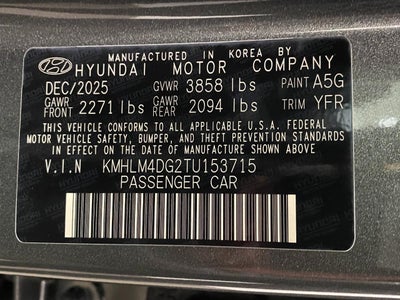 MANUFACTURED IN KOREA BY
HYUNDAI MOTOR COMPANY
DEC/2025 GVWR 3858 lbs PAINT A5G
GAWR FRONT 2271 lbs GAWR REAR 2094 lbs TRIM YFR
THIS VEHICLE CONFORMS TO ALL APPLICABLE U.S.A. FEDERAL
MOTOR VEHICLE SAFETY, BUMPER, AND THEFT PREVENTION STANDARDS
IN EFFECT ON THE DATE OF MANUFACTURE SHOWN ABOVE
V.I.N KMHLM4DG2TU153715
PASSENGER CAR